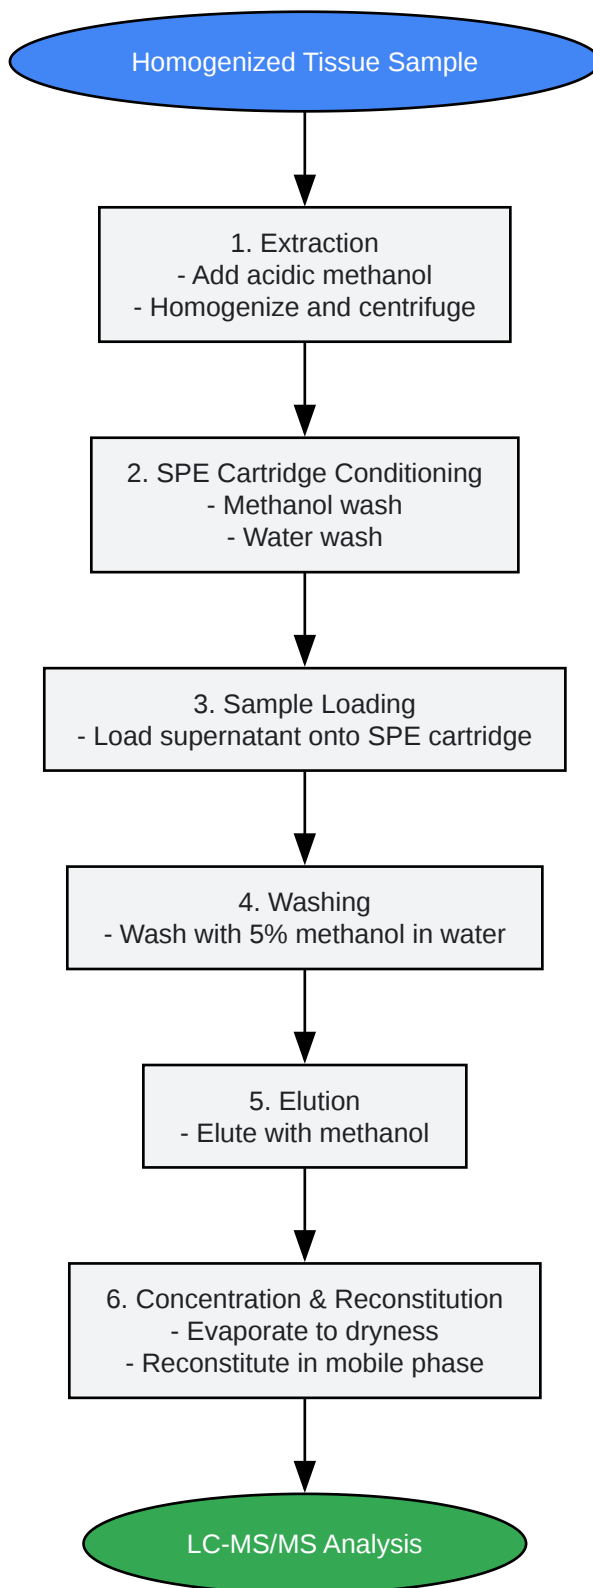 Homogenized Tissue Sample
1. Extraction
- Add acidic methanol
- Homogenize and centrifuge
2. SPE Cartridge Conditioning
- Methanol wash
- Water wash
3. Sample Loading
- Load supernatant onto SPE cartridge
4. Washing
- Wash with 5% methanol in water
5. Elution
- Elute with methanol
6. Concentration & Reconstitution
- Evaporate to dryness
- Reconstitute in mobile phase
LC-MS/MS Analysis